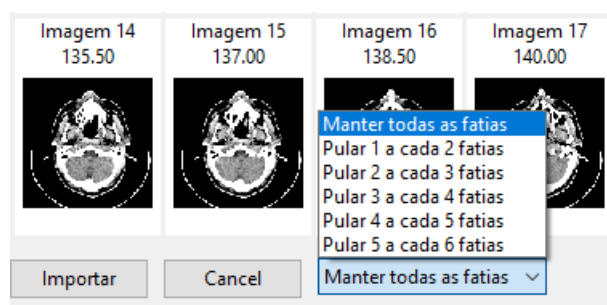 Imagem 14
135.50
Imagem 15
137.00
Imagem 16
138.50
Imagem 17
140.00
Manter todas as fatias
Pular 1 a cada 2 fatias
Pular 2 a cada 3 fatias
Pular 3 a cada 4 fatias
Pular 4 a cada 5 fatias
Pular 5 a cada 6 fatias
Importar
Cancel
Manter todas as fatias